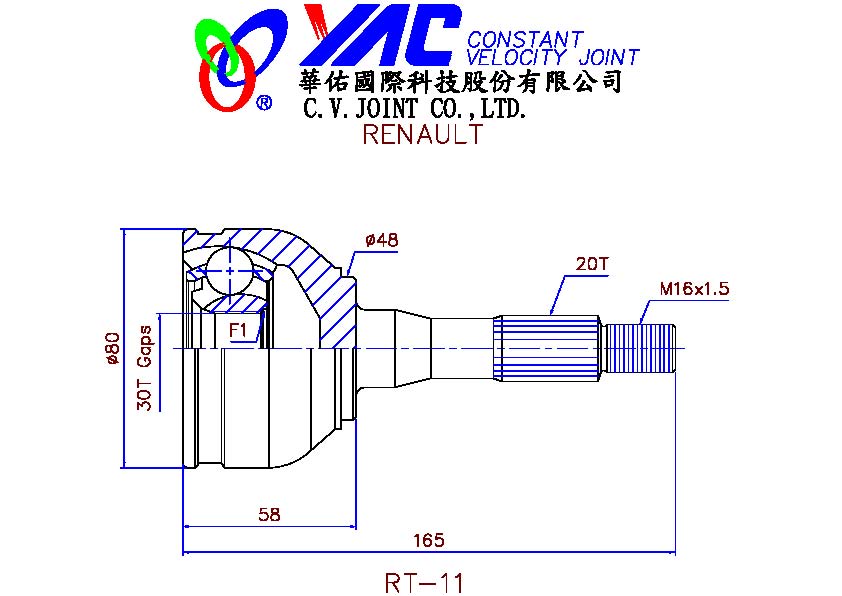 YAC CONSTANT
VELOCITY JOINT
®
華佑國際科技股份有限公司
C.V.JOINT CO.,LTD.
RENAULT
ø48
20T
M16x1.5
F1
ø80
30T Gaps
58
165
RT-11